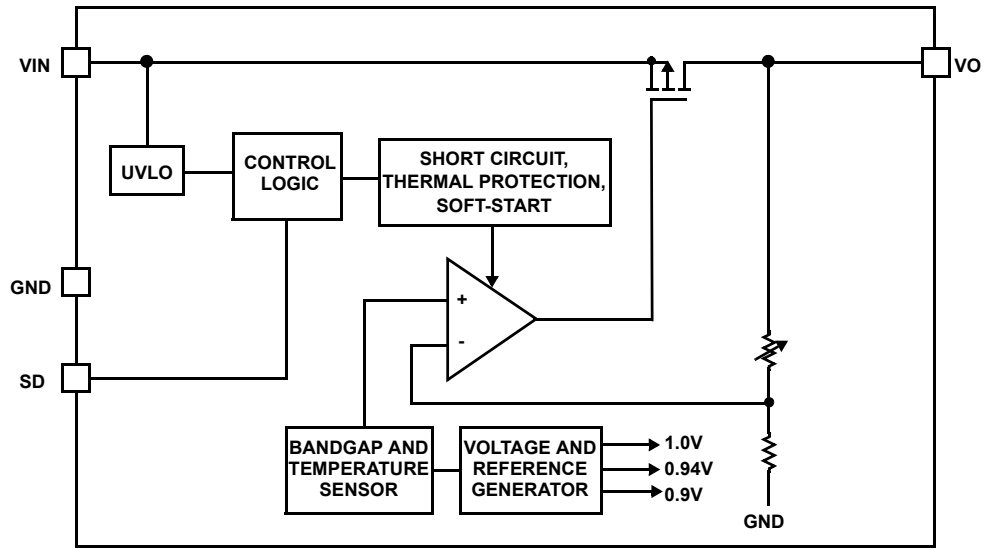 VIN
VO
UVLO
CONTROL
LOGIC
SHORT CIRCUIT,
THERMAL PROTECTION,
SOFT-START
GND
+
-
SD
BANDGAP AND
TEMPERATURE
SENSOR
VOLTAGE AND
REFERENCE
GENERATOR
1.0V
0.94V
0.9V
GND